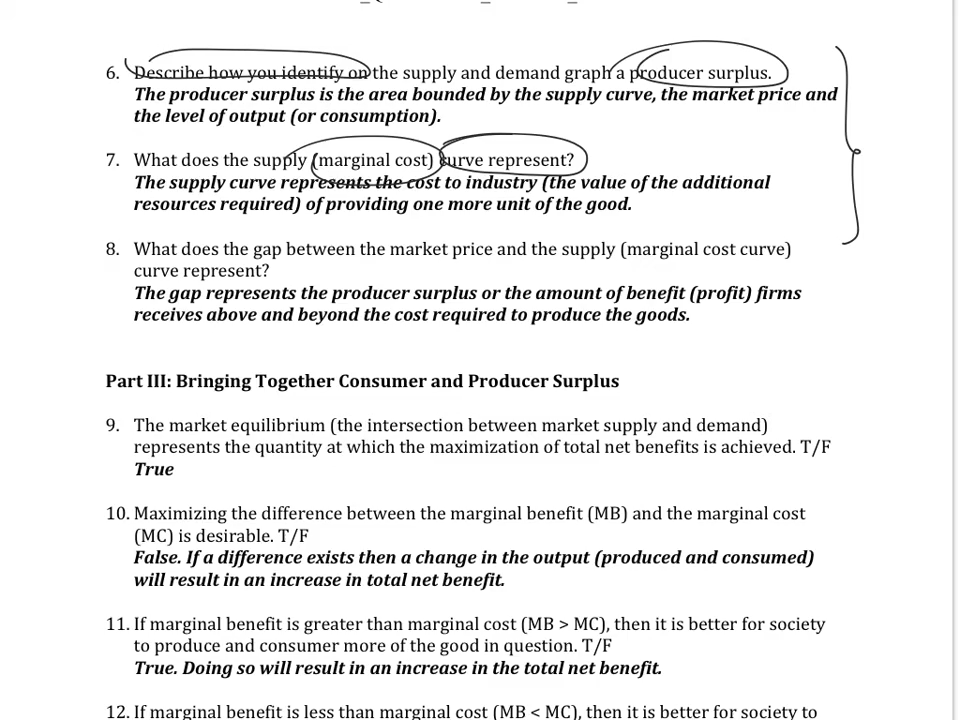 6. Describe how you identify on the supply and demand graph a producer surplus.
The producer surplus is the area bounded by the supply curve, the market price and
the level of output (or consumption).
7. What does the supply (marginal cost) curve represent?
The supply curve represents the cost to industry (the value of the additional
resources required) of providing one more unit of the good.
8. What does the gap between the market price and the supply (marginal cost curve)
curve represent?
The gap represents the producer surplus or the amount of benefit (profit) firms
receives above and beyond the cost required to produce the goods.
Part III: Bringing Together Consumer and Producer Surplus
9. The market equilibrium (the intersection between market supply and demand)
represents the quantity at which the maximization of total net benefits is achieved. T/F
True
10. Maximizing the difference between the marginal benefit (MB) and the marginal cost
(MC) is desirable. T/F
False. If a difference exists then a change in the output (produced and consumed)
will result in an increase in total net benefit.
11. If marginal benefit is greater than marginal cost (MB > MC), then it is better for society
to produce and consumer more of the good in question. T/F
True. Doing so will result in an increase in the total net benefit.
12. If marginal benefit is less than marginal cost (MB < MC), then it is better for society to